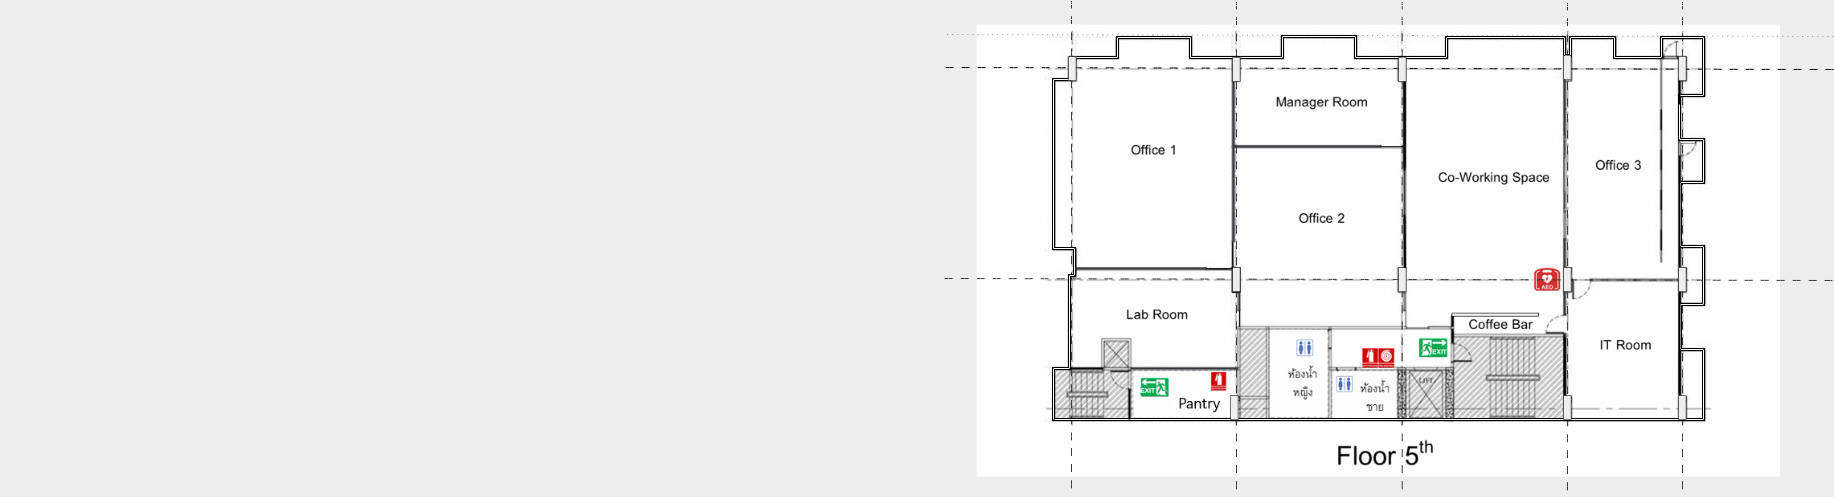 Manager Room
Office 1
Office 3
Co-Working Space
Office 2
AED
Lab Room
Coffee Bar
IT Room
EXIT
ห้องน้ำ
หญิง
ห้องน้ำ
ชาย
LIFT
EXIT
Pantry
Floor 5th